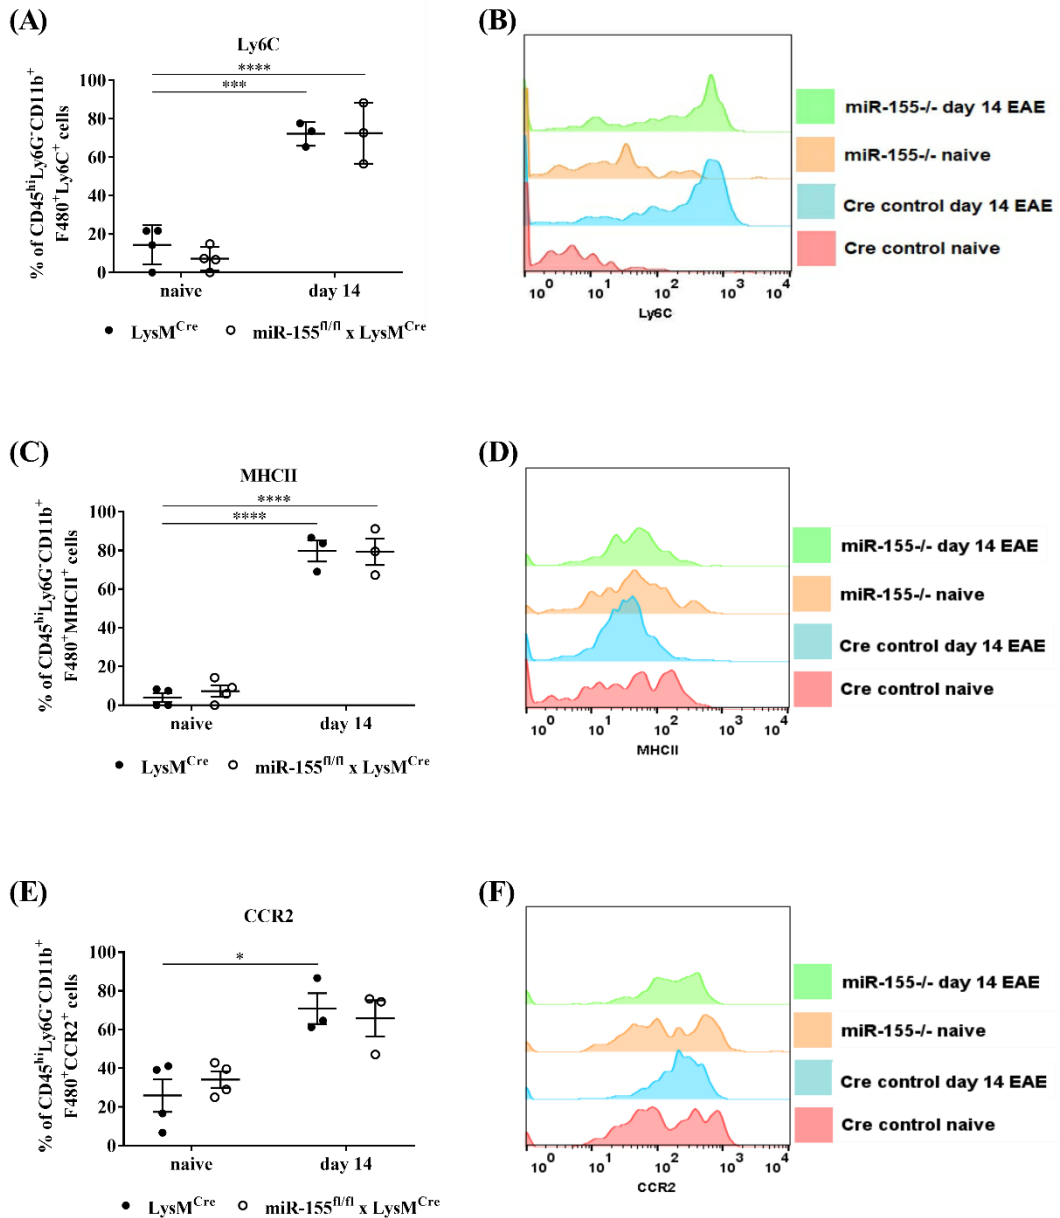 (A)
Ly6C
****
***
% of CD45ʰⁱLy6G⁻CD11b⁺
F480⁺Ly6C⁺ cells
100
80
60
40
20
0
naive day 14
● LysMCre ○ miR-155fl/fl x LysMCre
(B)
miR-155-/- day 14 EAE
miR-155-/- naive
Cre control day 14 EAE
Cre control naive
10⁰ 10¹ 10² 10³ 10⁴
Ly6C
(C)
MHCII
****
****
% of CD45ʰⁱLy6G⁻CD11b⁺
F480⁺MHCII⁺ cells
100
80
60
40
20
0
naive day 14
● LysMCre ○ miR-155fl/fl x LysMCre
(D)
miR-155-/- day 14 EAE
miR-155-/- naive
Cre control day 14 EAE
Cre control naive
10⁰ 10¹ 10² 10³ 10⁴
MHCII
(E)
CCR2
*
% of CD45ʰⁱLy6G⁻CD11b⁺
F480⁺CCR2⁺ cells
100
80
60
40
20
0
naive day 14
● LysMCre ○ miR-155fl/fl x LysMCre
(F)
miR-155-/- day 14 EAE
miR-155-/- naive
Cre control day 14 EAE
Cre control naive
10⁰ 10¹ 10² 10³ 10⁴
CCR2